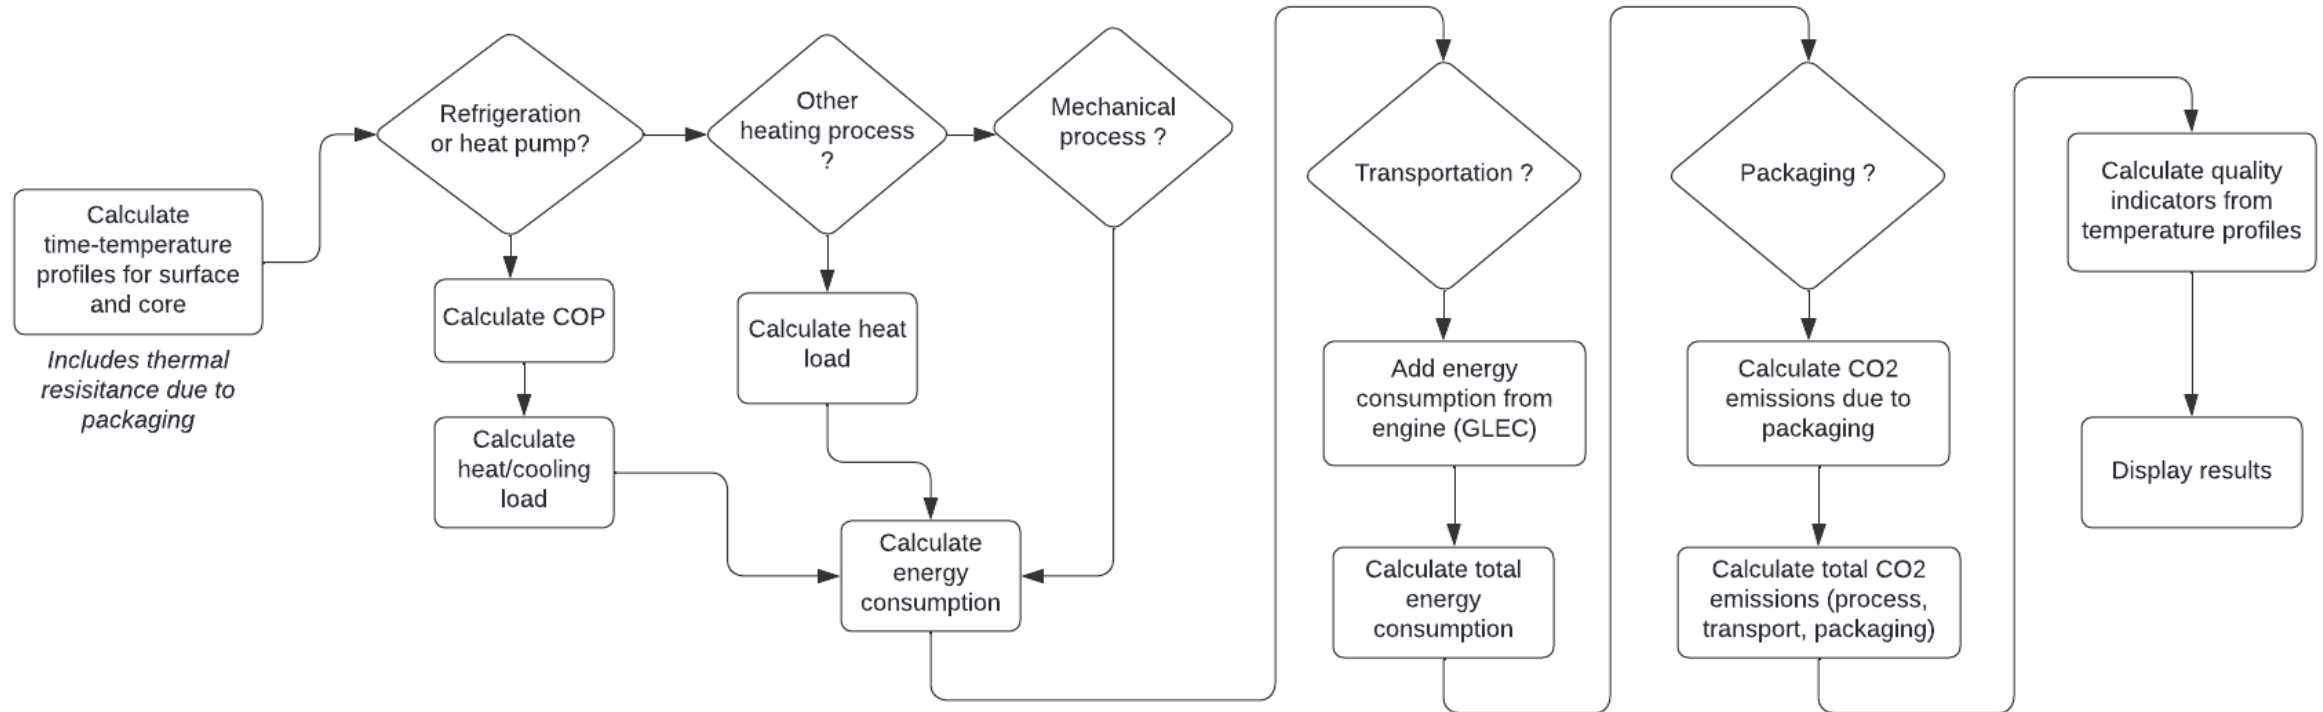 Calculate
time-temperature
profiles for surface
and core
Includes thermal
resisitance due to
packaging
Refrigeration
or heat pump?
Calculate COP
Calculate
heat/cooling
load
Other
heating process
?
Calculate heat
load
Mechanical
process ?
Calculate
energy
consumption
Transportation ?
Add energy
consumption from
engine (GLEC)
Calculate total
energy
consumption
Packaging ?
Calculate CO2
emissions due to
packaging
Calculate total CO2
emissions (process,
transport, packaging)
Calculate quality
indicators from
temperature profiles
Display results